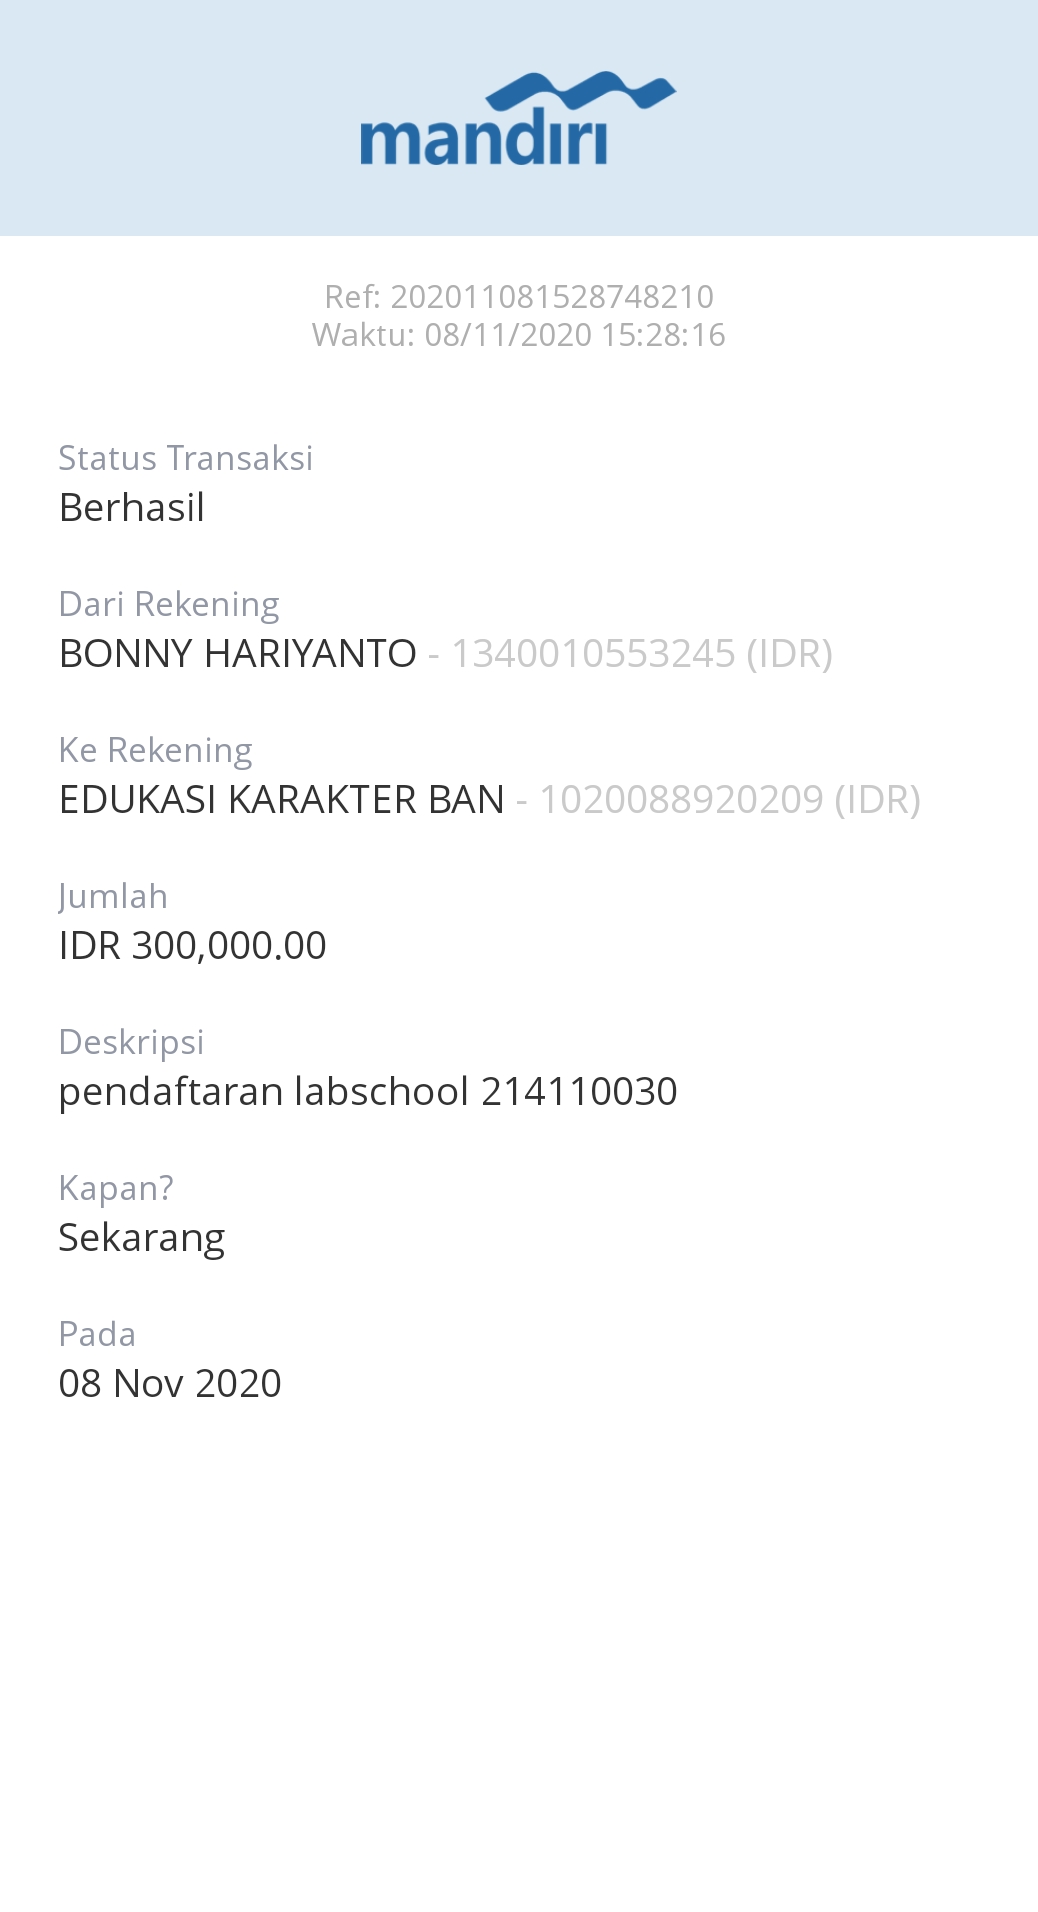 mandiri
Ref: 202011081528748210
Waktu: 08/11/2020 15:28:16
Status Transaksi
Berhasil
Dari Rekening
BONNY HARIYANTO - 1340010553245 (IDR)
Ke Rekening
EDUKASI KARAKTER BAN - 1020088920209 (IDR)
Jumlah
IDR 300,000.00
Deskripsi
pendaftaran labschool 214110030
Kapan?
Sekarang
Pada
08 Nov 2020